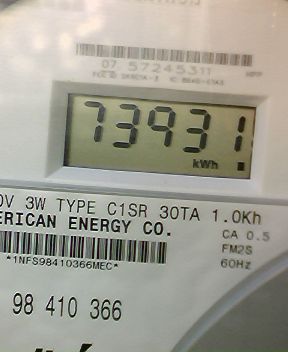 07 57245311
73931
kWh
0V 3W TYPE C1SR 30TA 1.0Kh
ERICAN ENERGY CO.
CA 0.5
FM2S
*1NFS98410366MEC*
60Hz
98 410 366